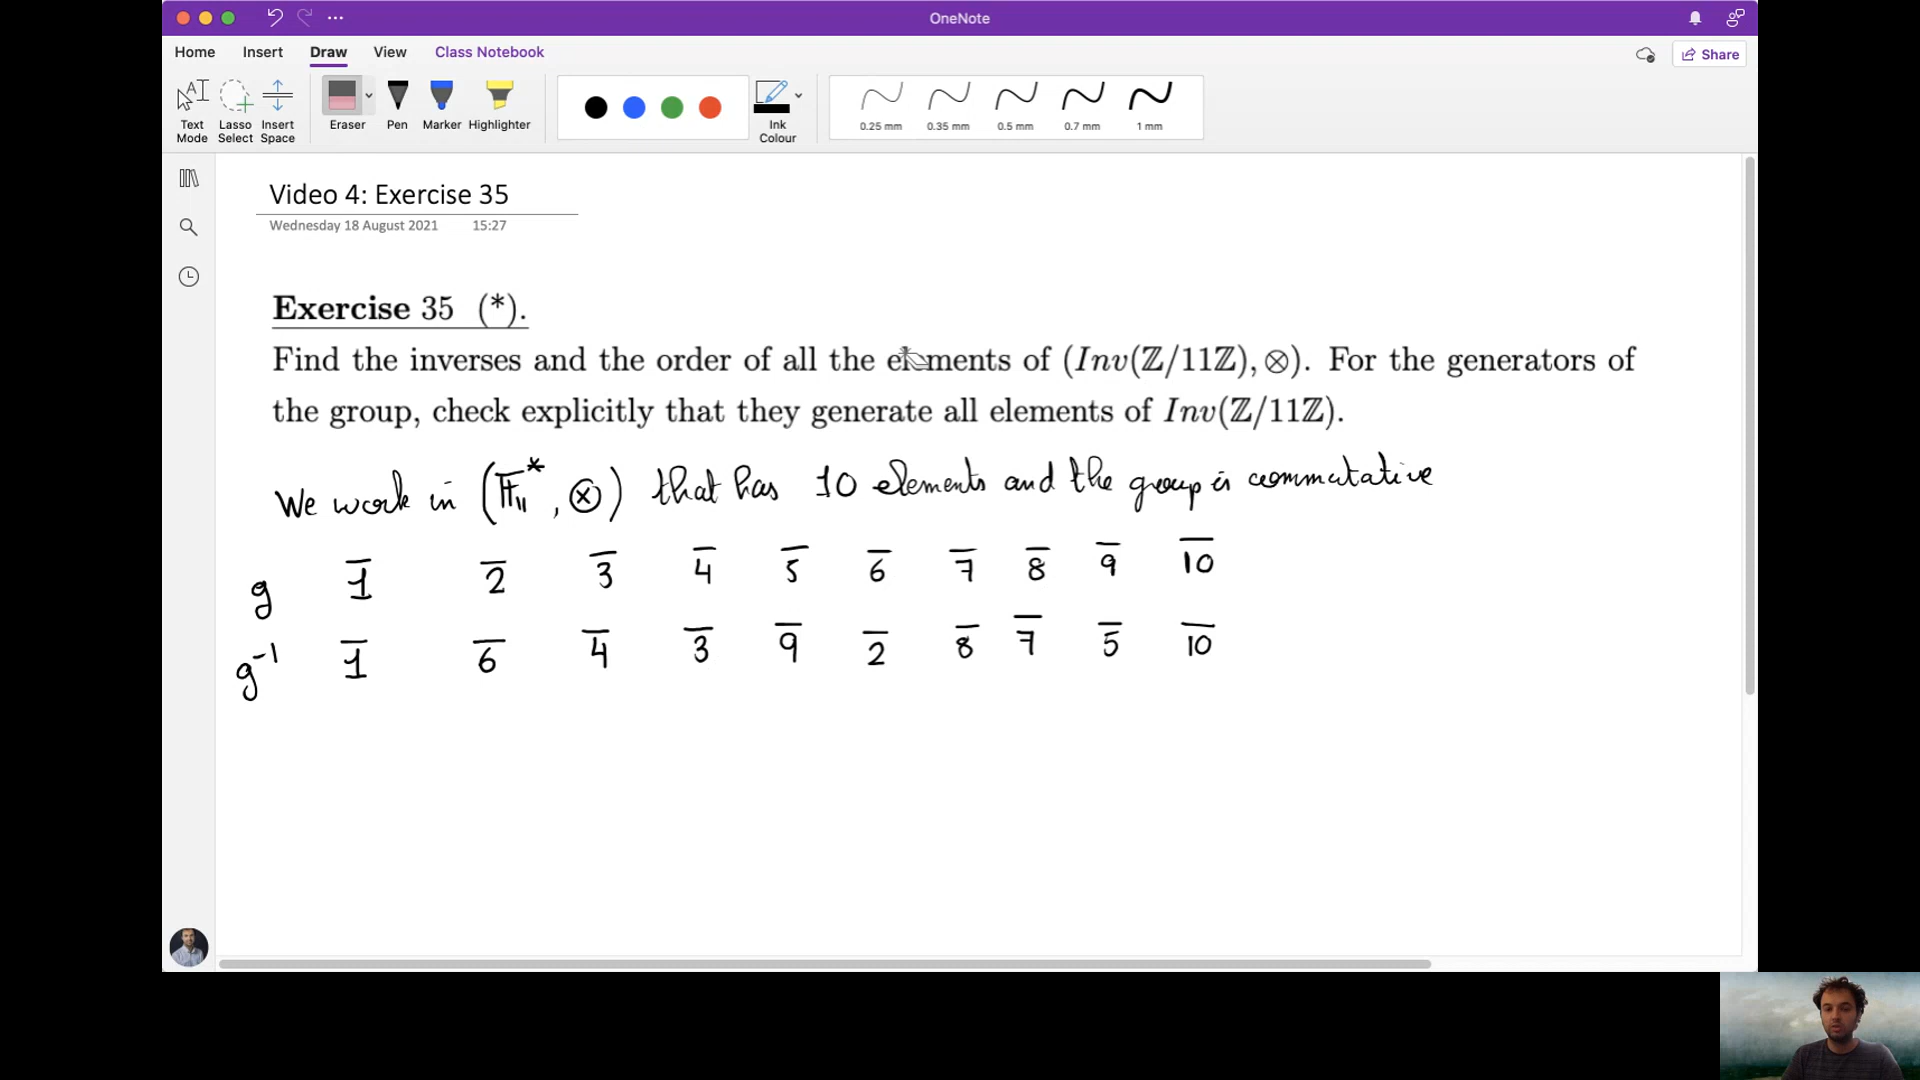 OneNote
Home Insert Draw View Class Notebook Share
Text Mode Lasso Select Insert Space Eraser Pen Marker Highlighter Ink Colour 0.25 mm 0.35 mm 0.5 mm 0.7 mm 1 mm
Video 4: Exercise 35
Wednesday 18 August 2021 15:27
Exercise 35 (*).
Find the inverses and the order of all the elements of (Inv(ℤ/11ℤ), ⊗). For the generators of
the group, check explicitly that they generate all elements of Inv(ℤ/11ℤ).
We work in (𝔽₁₁*, ⊗) that has 10 elements and the group is commutative
g 1̅ 2̅ 3̅ 4̅ 5̅ 6̅ 7̅ 8̅ 9̅ 1̅0̅
g⁻¹ 1̅ 6̅ 4̅ 3̅ 9̅ 2̅ 8̅ 7̅ 5̅ 1̅0̅